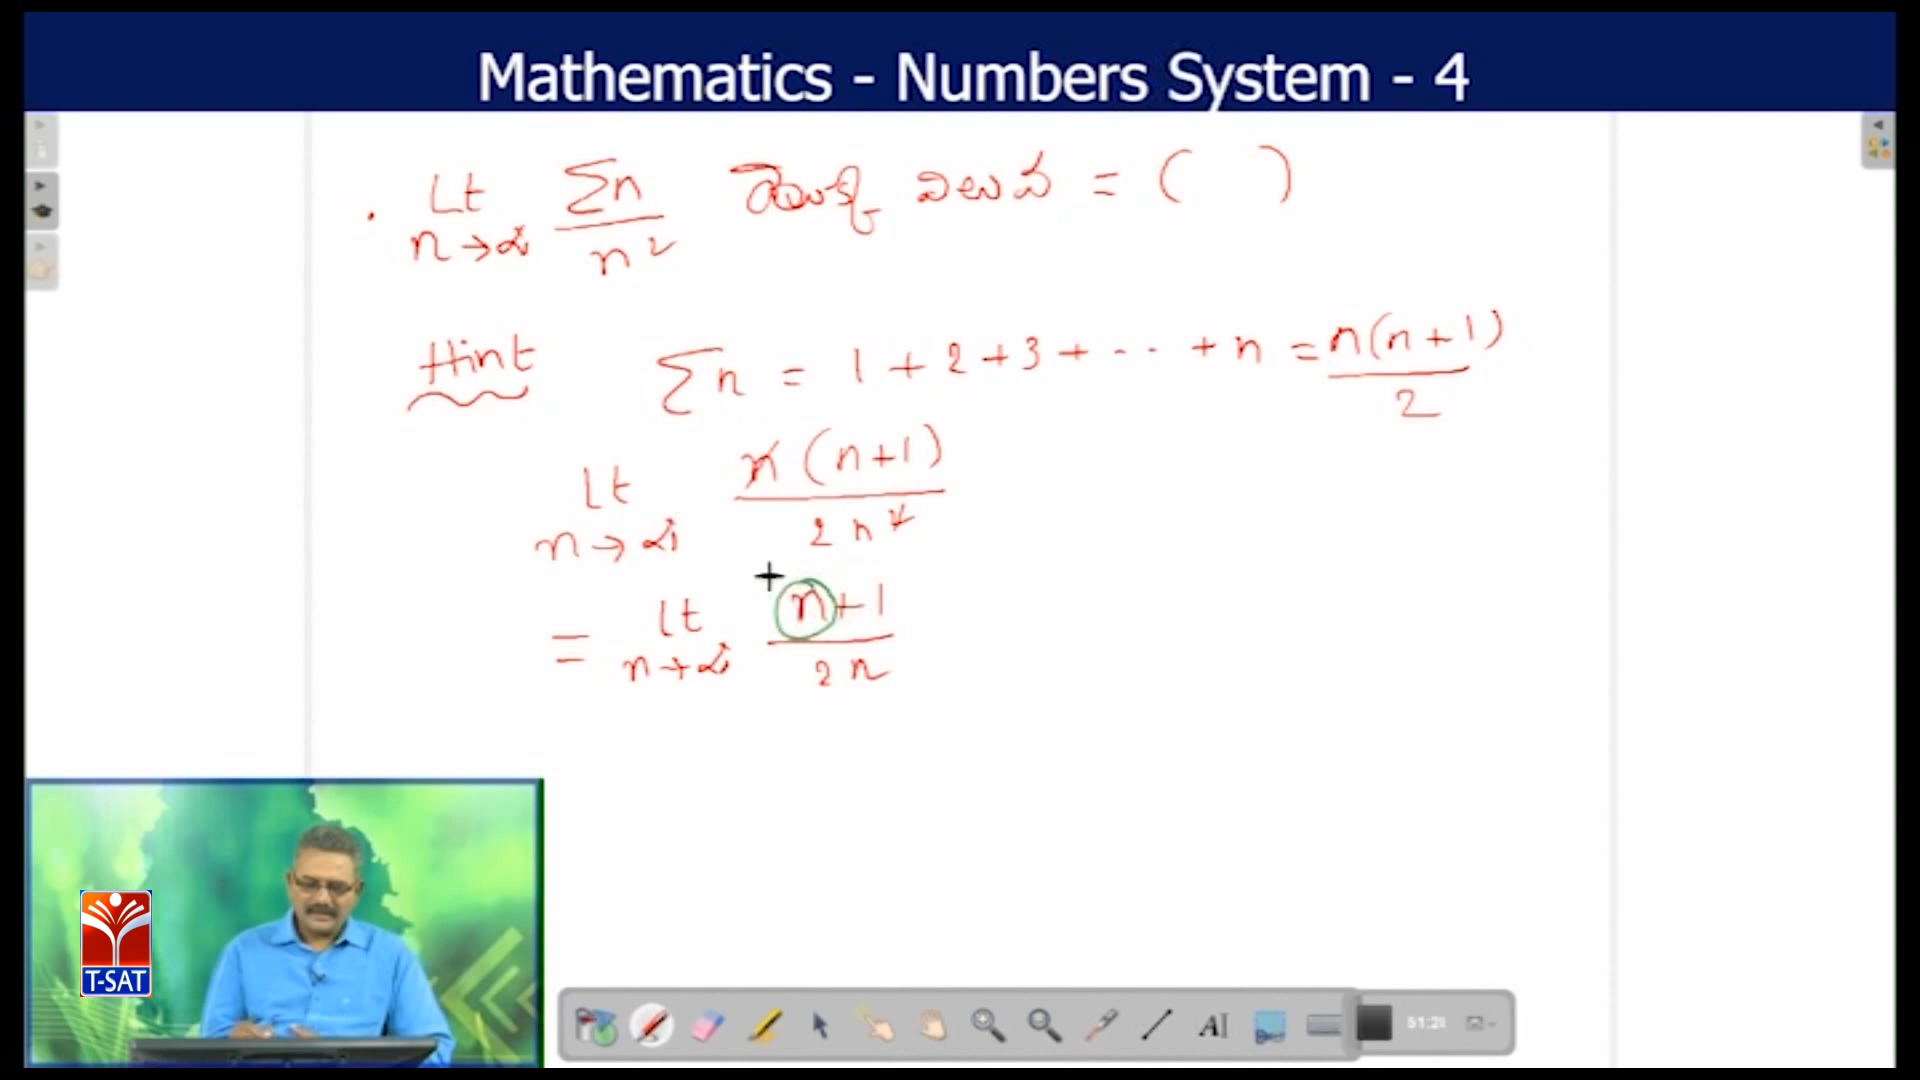 Mathematics - Numbers System - 4
Lt n→∞ Σn / n² యొక్క విలువ = ( )
Hint Σn = 1 + 2 + 3 + ... + n = n(n+1) / 2
Lt n→∞ n(n+1) / 2n²
= Lt n→∞ n+1 / 2n
T-SAT
AI